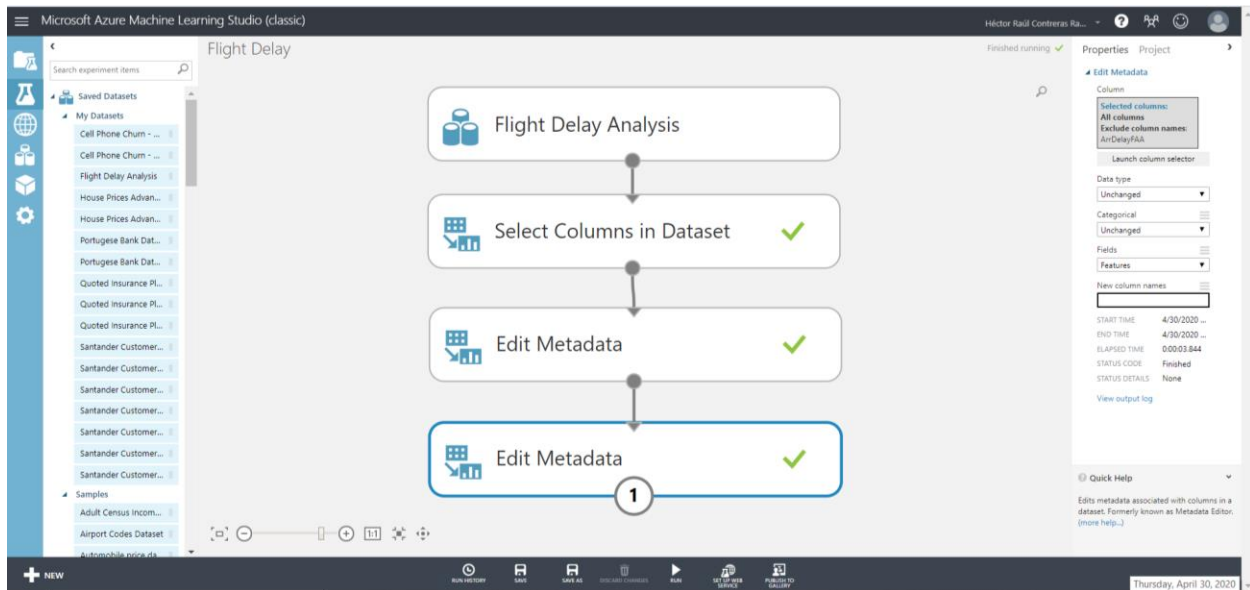 Microsoft Azure Machine Learning Studio (classic)
Héctor Raúl Contreras Ra...
Flight Delay
Finished running
Search experiment items
Saved Datasets
My Datasets
Cell Phone Churn - ...
Cell Phone Churn - ...
Flight Delay Analysis
House Prices Advan...
House Prices Advan...
Portugese Bank Dat...
Portugese Bank Dat...
Quoted Insurance Pl...
Quoted Insurance Pl...
Quoted Insurance Pl...
Santander Customer...
Santander Customer...
Santander Customer...
Santander Customer...
Santander Customer...
Santander Customer...
Santander Customer...
Samples
Adult Census Incom...
Airport Codes Dataset
Automobile price da...
Flight Delay Analysis
Select Columns in Dataset
Edit Metadata
Edit Metadata
1
1:1
Properties Project
Edit Metadata
Column
Selected columns:
All columns
Exclude column names:
ArrDelayFAA
Launch column selector
Data type
Unchanged
Categorical
Unchanged
Fields
Features
New column names
START TIME 4/30/2020 ...
END TIME 4/30/2020 ...
ELAPSED TIME 0:00:03.844
STATUS CODE Finished
STATUS DETAILS None
View output log
Quick Help
Edits metadata associated with columns in a
dataset. Formerly known as Metadata Editor.
(more help...)
NEW
RUN HISTORY
SAVE
SAVE AS
DISCARD CHANGES
RUN
SET UP WEB
SERVICE
PUBLISH TO
GALLERY
Thursday, April 30, 2020